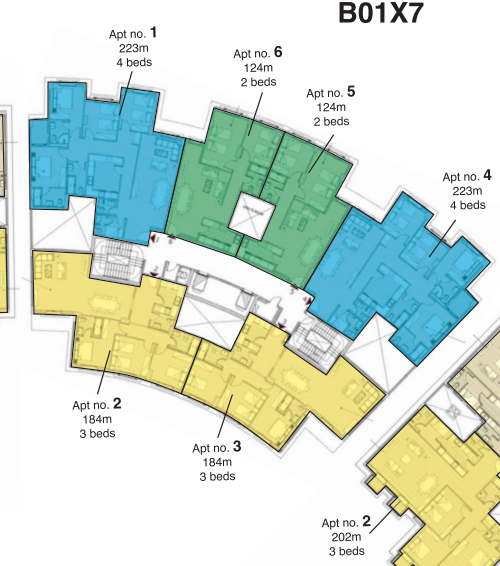 B01X7
Apt no. 1
223m
4 beds
Apt no. 6
124m
2 beds
Apt no. 5
124m
2 beds
Apt no. 4
223m
4 beds
Apt no. 2
184m
3 beds
Apt no. 3
184m
3 beds
Apt no. 2
202m
3 beds